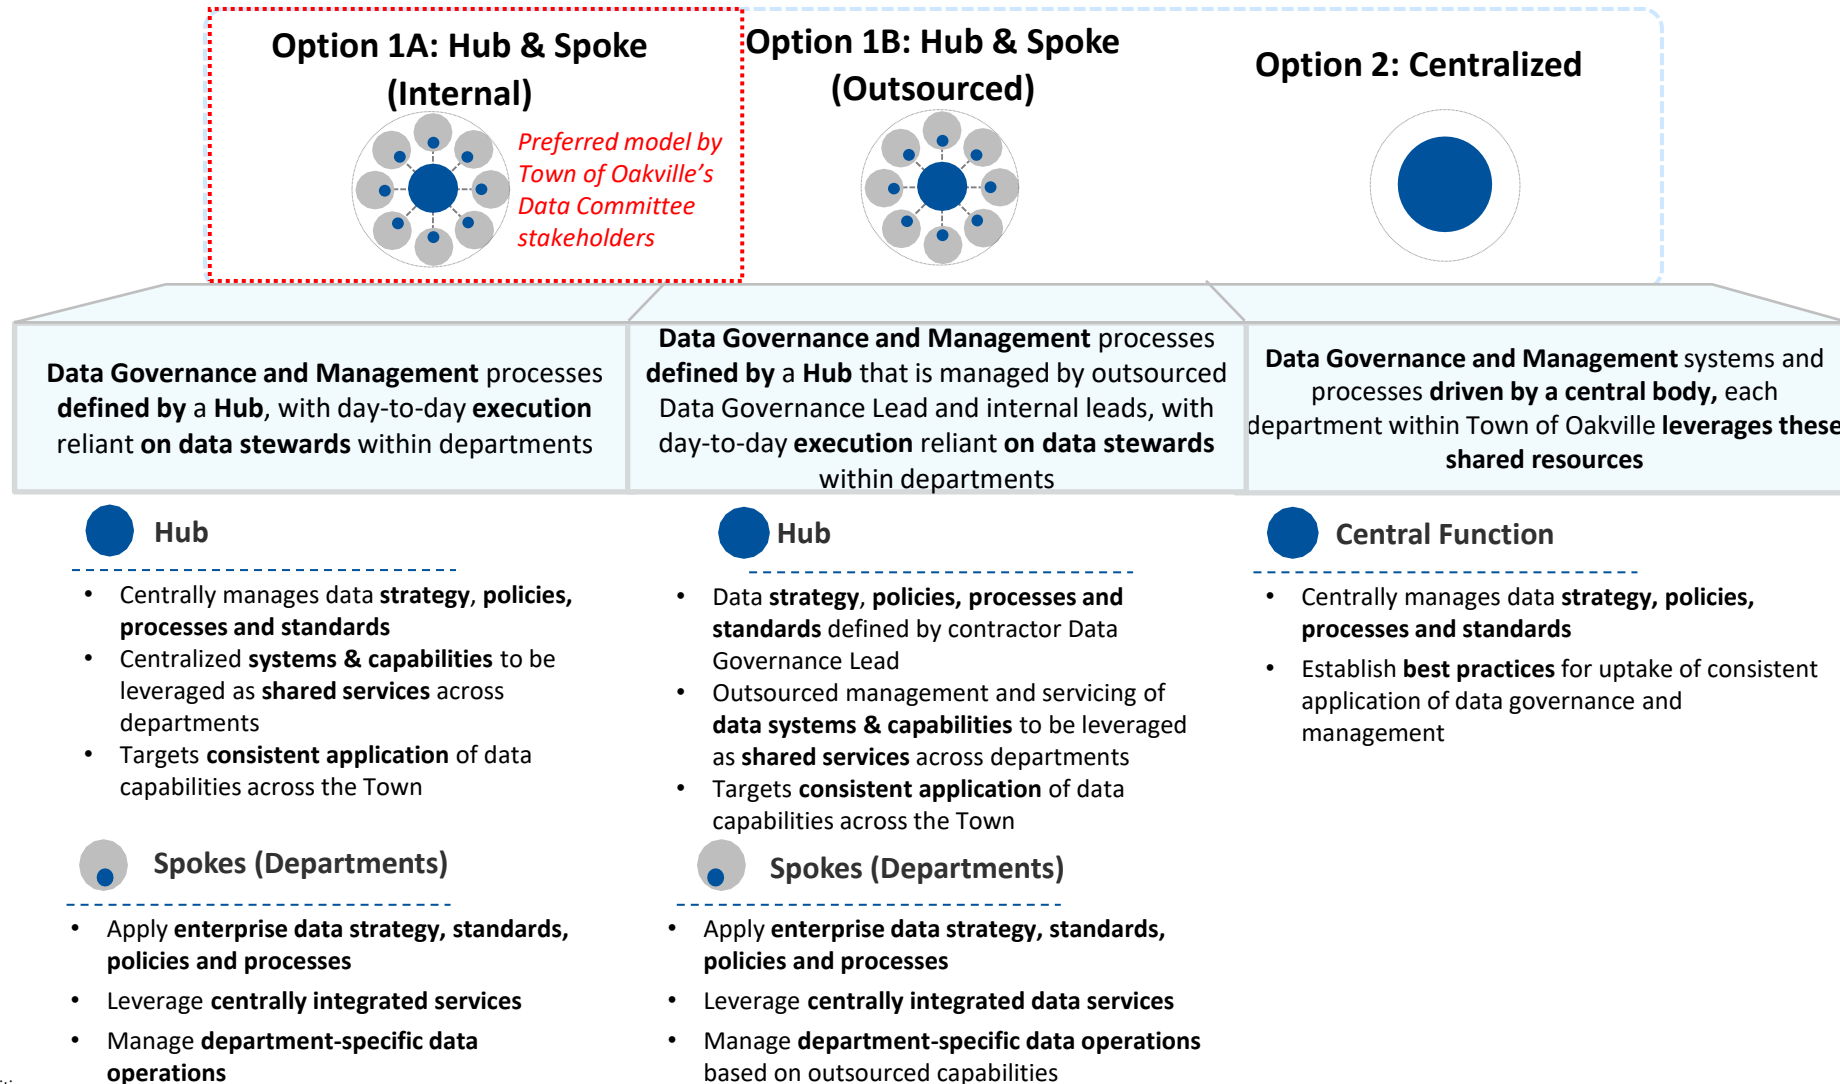 Option 1A: Hub & Spoke
(Internal)
Preferred model by
Town of Oakville’s
Data Committee
stakeholders
Option 1B: Hub & Spoke
(Outsourced)
Option 2: Centralized
Data Governance and Management processes
defined by a Hub, with day-to-day execution
reliant on data stewards within departments
Data Governance and Management processes
defined by a Hub that is managed by outsourced
Data Governance Lead and internal leads, with
day-to-day execution reliant on data stewards
within departments
Data Governance and Management systems and
processes driven by a central body, each
department within Town of Oakville leverages these
shared resources
Hub
• Centrally manages data strategy, policies,
processes and standards
• Centralized systems & capabilities to be
leveraged as shared services across
departments
• Targets consistent application of data
capabilities across the Town
Spokes (Departments)
• Apply enterprise data strategy, standards,
policies and processes
• Leverage centrally integrated services
• Manage department-specific data
operations
Hub
• Data strategy, policies, processes and
standards defined by contractor Data
Governance Lead
• Outsourced management and servicing of
data systems & capabilities to be leveraged
as shared services across departments
• Targets consistent application of data
capabilities across the Town
Spokes (Departments)
• Apply enterprise data strategy, standards,
policies and processes
• Leverage centrally integrated data services
• Manage department-specific data operations
based on outsourced capabilities
Central Function
• Centrally manages data strategy, policies,
processes and standards
• Establish best practices for uptake of consistent
application of data governance and
management